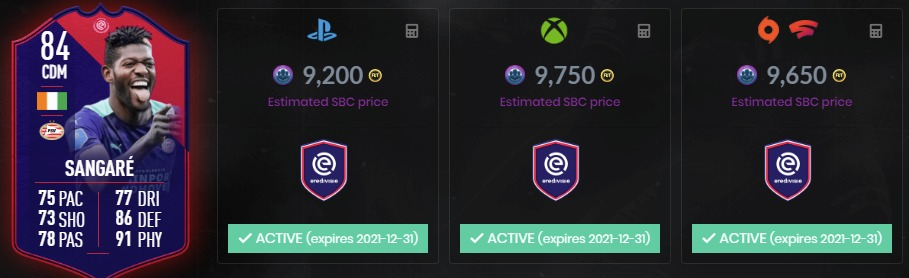 84
CDM
PSV
SANGARÉ
75 PAC 77 DRI
73 SHO 86 DEF
78 PAS 91 PHY
9,200
Estimated SBC price
eredivisie
ACTIVE (expires 2021-12-31)
9,750
Estimated SBC price
eredivisie
ACTIVE (expires 2021-12-31)
9,650
Estimated SBC price
eredivisie
ACTIVE (expires 2021-12-31)